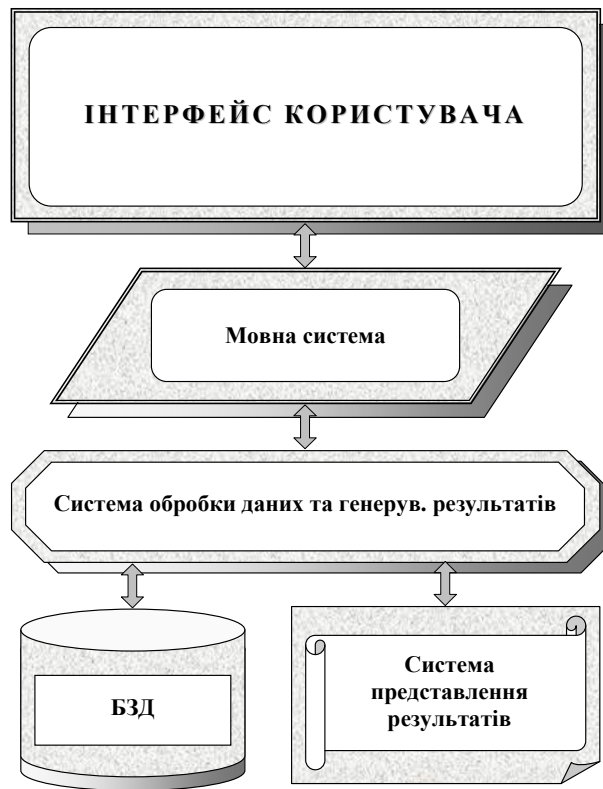 ІНТЕРФЕЙС КОРИСТУВАЧА
Мовна система
Система обробки даних та генерув. результатів
БЗД
Система
представлення
результатів